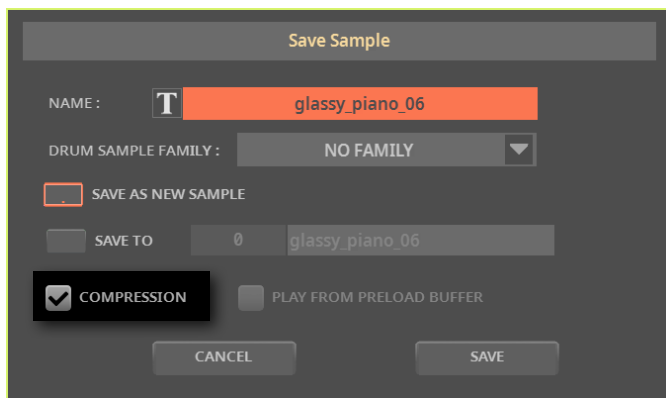 Save Sample
NAME : T glassy_piano_06
DRUM SAMPLE FAMILY : NO FAMILY
SAVE AS NEW SAMPLE
SAVE TO 0 glassy_piano_06
COMPRESSION PLAY FROM PRELOAD BUFFER
CANCEL SAVE